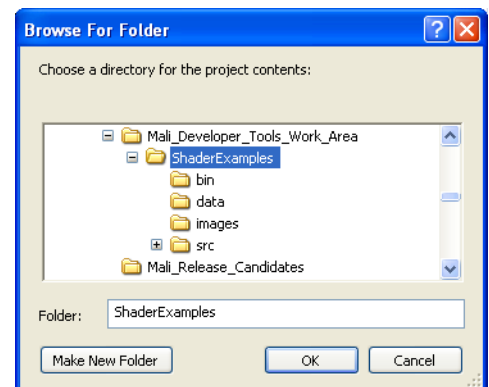 Browse For Folder
Choose a directory for the project contents:
Mali_Developer_Tools_Work_Area
ShaderExamples
bin
data
images
src
Mali_Release_Candidates
Folder: ShaderExamples
Make New Folder OK Cancel